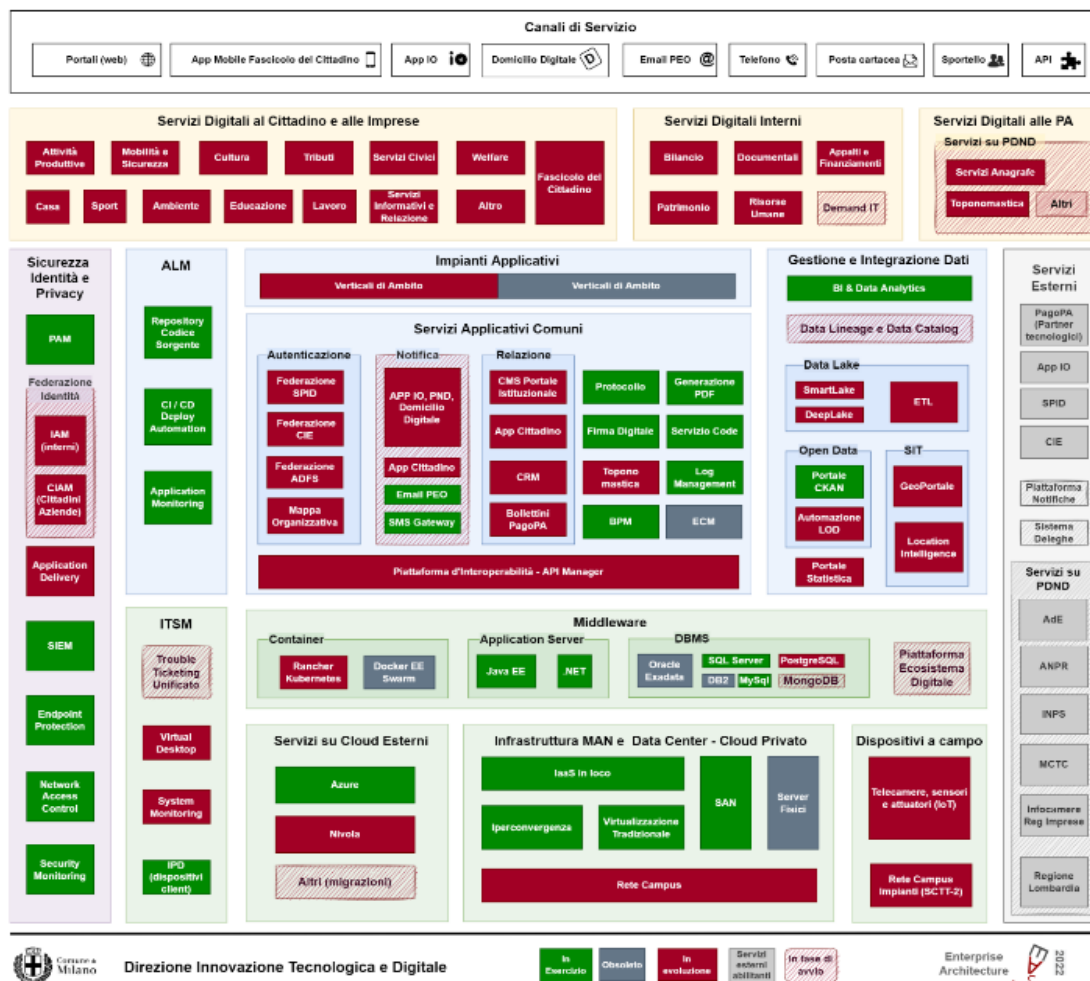 Canali di Servizio
Portali (web)
App Mobile Fascicolo del Cittadino
App IO
Domicilio Digitale
Email PEO
Telefono
Posta cartacea
Sportello
API
Servizi Digitali al Cittadino e alle Imprese
Attività
Produttive
Mobilità e
Sicurezza
Cultura
Tributi
Servizi Civici
Welfare
Fascicolo del
Cittadino
Casa
Sport
Ambiente
Educazione
Lavoro
Servizi
Informativi e
Relazione
Altro
Servizi Digitali Interni
Bilancio
Documentali
Appalti e
Finanziamenti
Patrimonio
Risorse
Umane
Demand IT
Servizi Digitali alle PA
Servizi su PDND
Servizi Anagrafe
Toponomastica
Altri
Sicurezza
Identità e
Privacy
PAM
Federazione
Identità
IAM
(interni)
CIAM
(Cittadini
Aziende)
Application
Delivery
SIEM
Endpoint
Protection
Network
Access
Control
Security
Monitoring
ALM
Repository
Codice
Sorgente
CI / CD
Deploy
Automation
Application
Monitoring
Impianti Applicativi
Verticali di Ambito
Verticali di Ambito
Servizi Applicativi Comuni
Autenticazione
Federazione
SPID
Federazione
CIE
Federazione
ADFS
Mappa
Organizzativa
Notifica
APP IO, PND,
Domicilio
Digitale
App Cittadino
Email PEO
SMS Gateway
Relazione
CMS Portale
Istituzionale
App Cittadino
CRM
Bollettini
PagoPA
Protocollo
Generazione
PDF
Firma Digitale
Servizio Code
Topono
mastica
Log
Management
BPM
ECM
Piattaforma d'Interoperabilità - API Manager
Gestione e Integrazione Dati
BI & Data Analytics
Data Lineage e Data Catalog
Data Lake
SmartLake
DeepLake
ETL
Open Data
Portale
CKAN
Automazione
LOD
Portale
Statistica
SIT
GeoPortale
Location
Intelligence
Servizi
Esterni
PagoPA
(Partner
tecnologici)
App IO
SPID
CIE
Piattaforma
Notifiche
Sistema
Deleghe
Servizi su
PDND
AdE
ANPR
INPS
MCTC
Infocamere
Reg Imprese
Regione
Lombardia
ITSM
Trouble
Ticketing
Unificato
Virtual
Desktop
System
Monitoring
IPD
(dispositivi
client)
Middleware
Container
Rancher
Kubernetes
Docker EE
Swarm
Application Server
Java EE
.NET
DBMS
Oracle
Exadata
SQL Server
PostgreSQL
DB2
MySql
MongoDB
Piattaforma
Ecosistema
Digitale
Servizi su Cloud Esterni
Azure
Nivola
Altri (migrazioni)
Infrastruttura MAN e Data Center - Cloud Privato
IaaS in loco
Iperconvergenza
Virtualizzazione
Tradizionale
SAN
Server
Fisici
Rete Campus
Dispositivi a campo
Telecamere, sensori
e attuatori (IoT)
Rete Campus
Impianti (SCTT-2)
Comune di
Milano
Direzione Innovazione Tecnologica e Digitale
In
Esercizio
Obsoleto
In
evoluzione
Servizi
esterni
abilitanti
In fase di
avvio
Enterprise
Architecture
2022